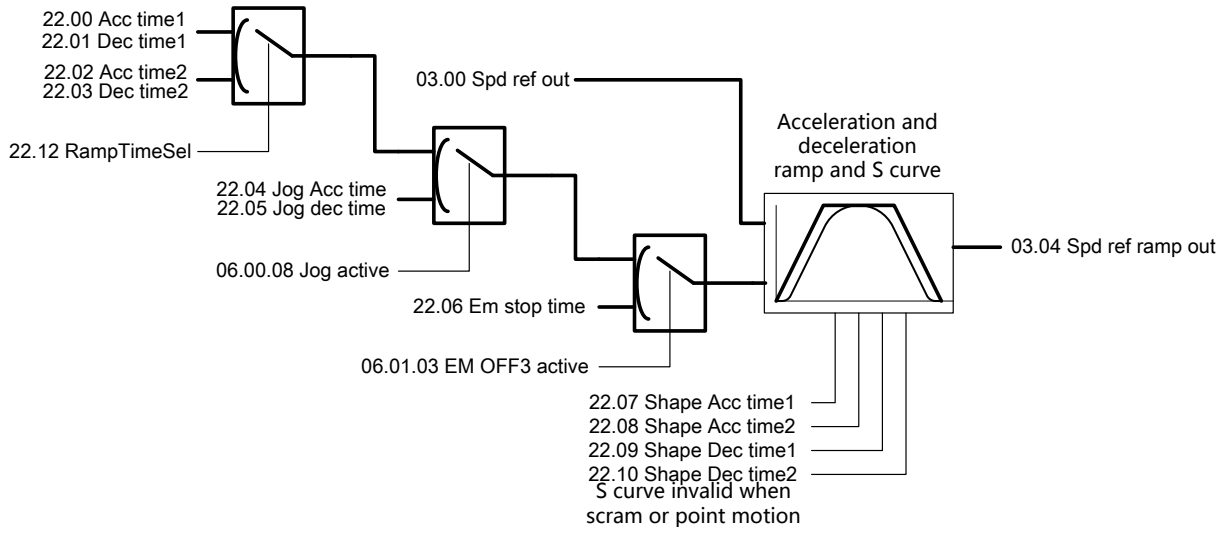 22.00 Acc time1
22.01 Dec time1
22.02 Acc time2
22.03 Dec time2
22.12 RampTimeSel
03.00 Spd ref out
22.04 Jog Acc time
22.05 Jog dec time
06.00.08 Jog active
Acceleration and
deceleration
ramp and S curve
03.04 Spd ref ramp out
22.06 Em stop time
06.01.03 EM OFF3 active
22.07 Shape Acc time1
22.08 Shape Acc time2
22.09 Shape Dec time1
22.10 Shape Dec time2
S curve invalid when
scram or point motion